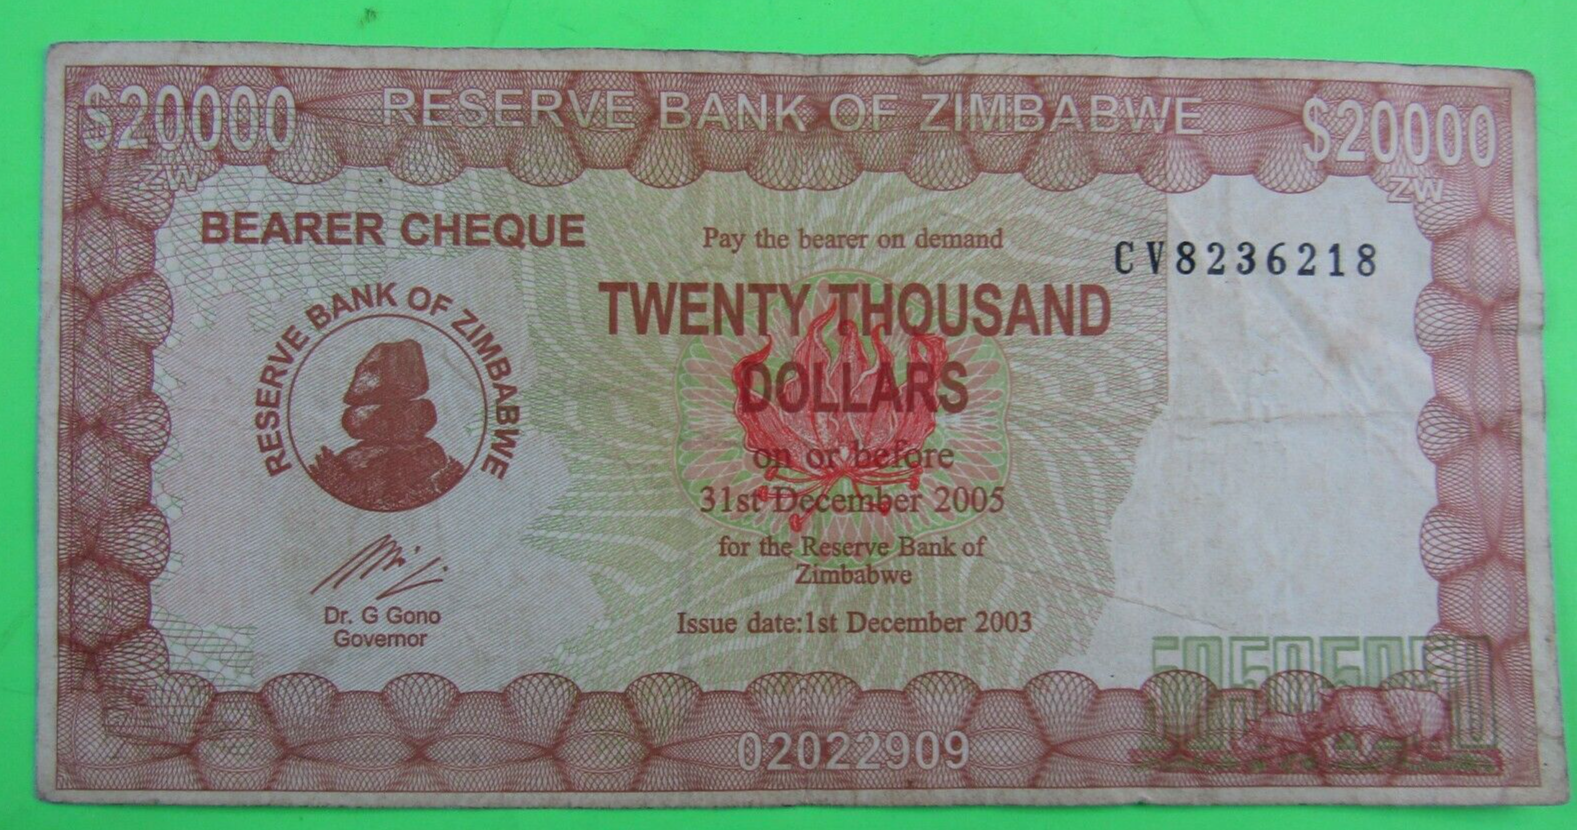 $20000 RESERVE BANK OF ZIMBABWE $20000
ZW ZW
BEARER CHEQUE
Pay the bearer on demand
CV8236218
TWENTY THOUSAND
DOLLARS
on or before
31st December 2005
for the Reserve Bank of
Zimbabwe
Issue date:1st December 2003
RESERVE BANK OF ZIMBABWE
Dr. G Gono
Governor
02022909